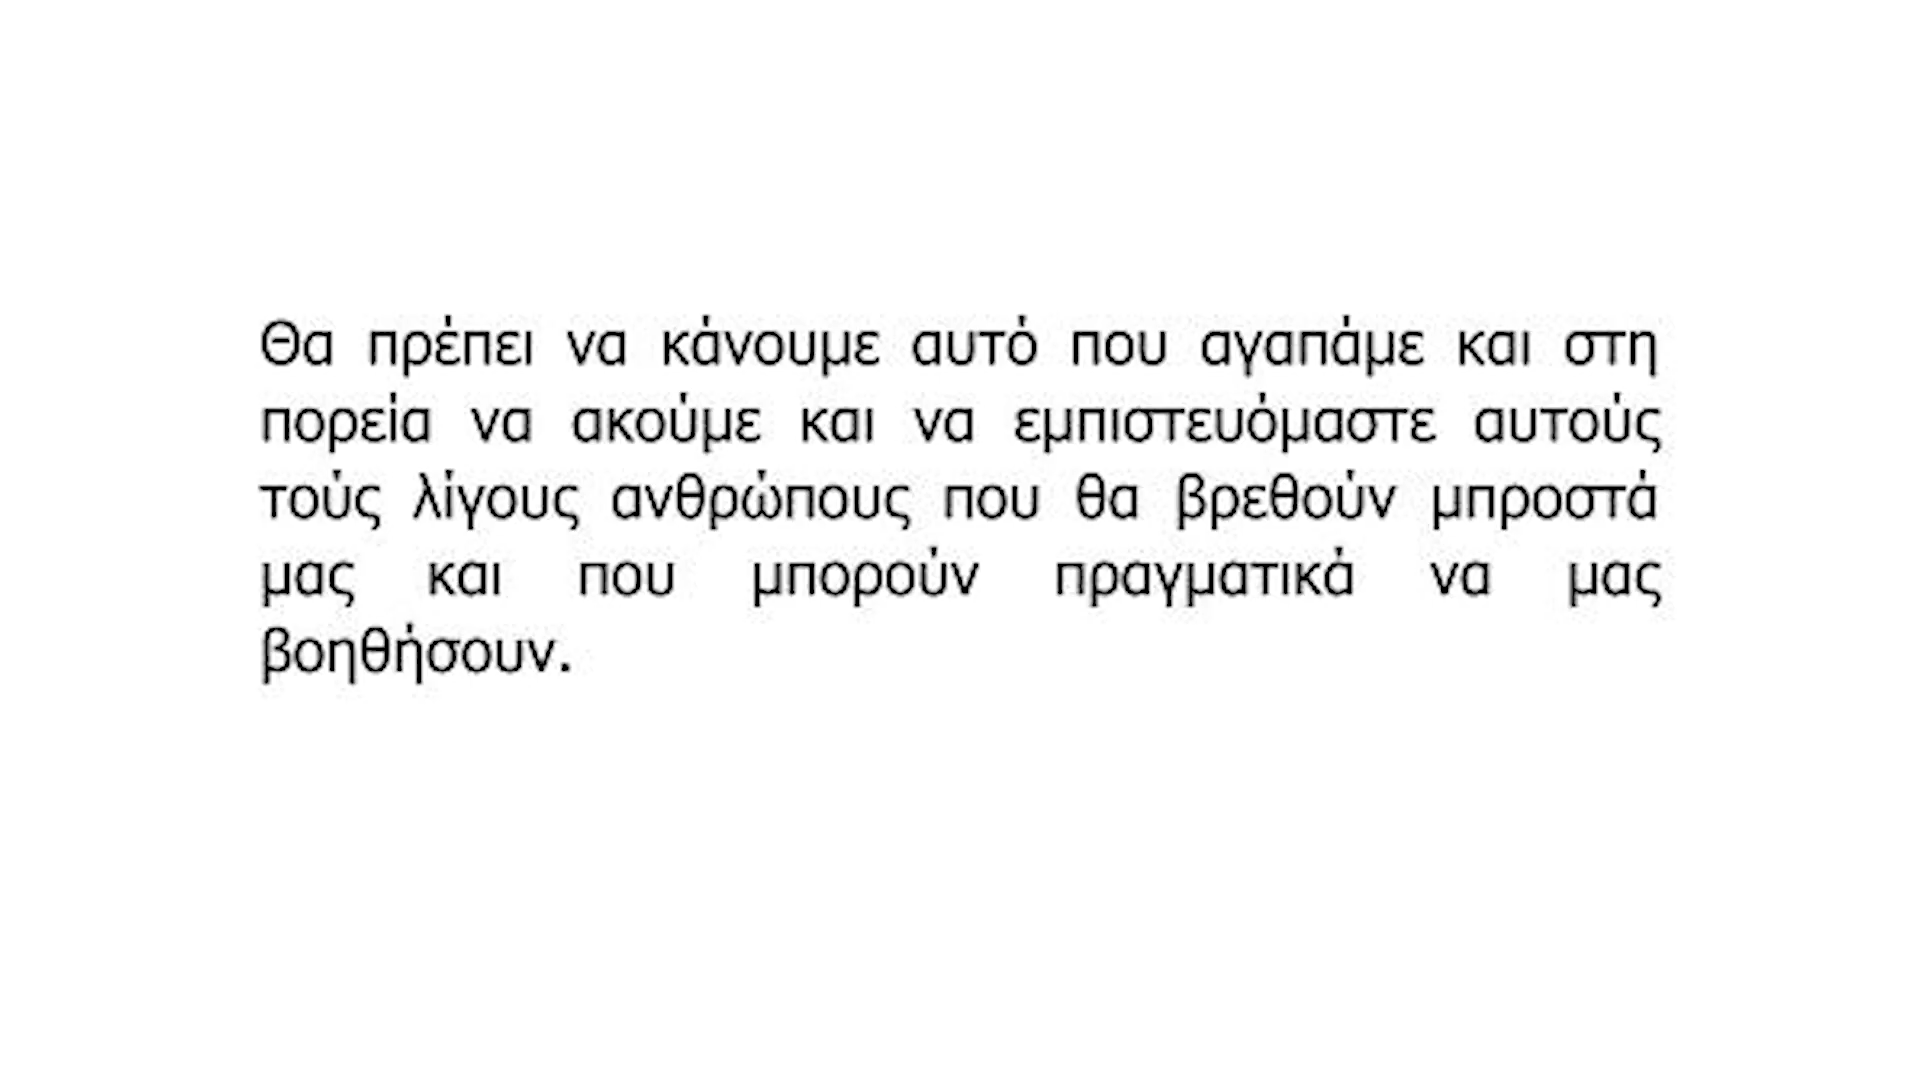 Θα πρέπει να κάνουμε αυτό που αγαπάμε και στη
πορεία να ακούμε και να εμπιστευόμαστε αυτούς
τούς λίγους ανθρώπους που θα βρεθούν μπροστά
μας και που μπορούν πραγματικά να μας
βοηθήσουν.